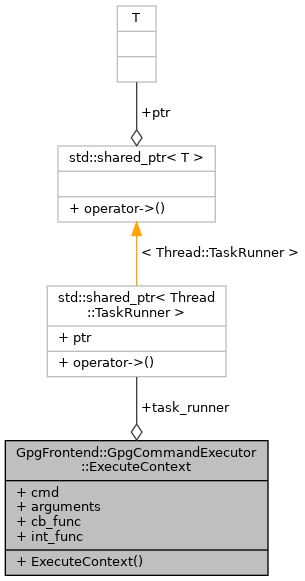 T
+ptr
std::shared_ptr< T >
+ operator->()
< Thread::TaskRunner >
std::shared_ptr< Thread
::TaskRunner >
+ ptr
+ operator->()
+task_runner
GpgFrontend::GpgCommandExecutor
::ExecuteContext
+ cmd
+ arguments
+ cb_func
+ int_func
+ ExecuteContext()